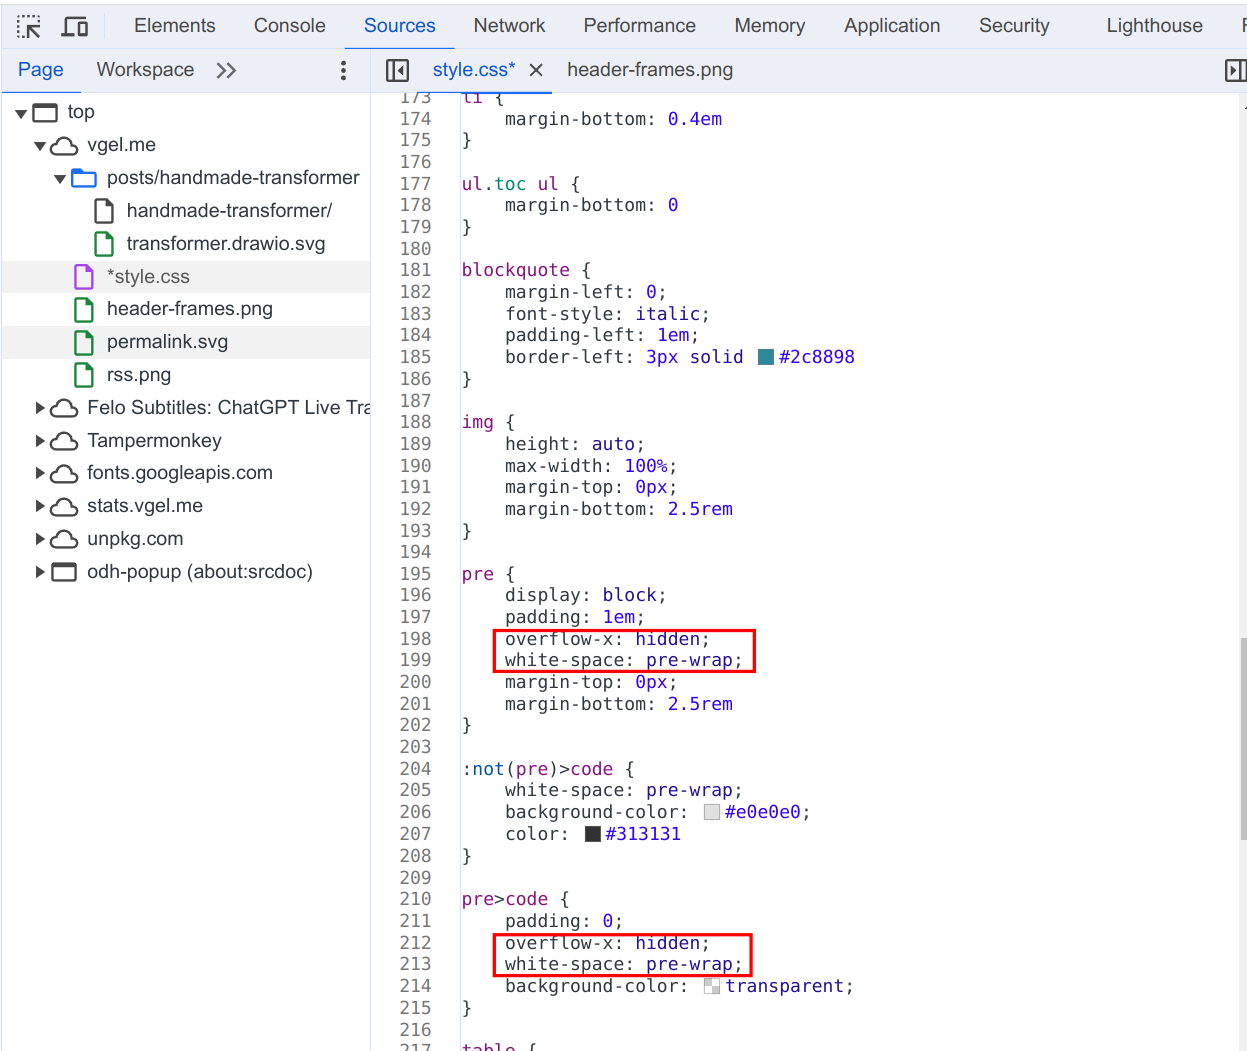 Elements Console Sources Network Performance Memory Application Security Lighthouse
Page Workspace
style.css* header-frames.png
top
vgel.me
posts/handmade-transformer
handmade-transformer/
transformer.drawio.svg
*style.css
header-frames.png
permalink.svg
rss.png
Felo Subtitles: ChatGPT Live Tra
Tampermonkey
fonts.googleapis.com
stats.vgel.me
unpkg.com
odh-popup (about:srcdoc)
173 li {
174 margin-bottom: 0.4em
175 }
176
177 ul.toc ul {
178 margin-bottom: 0
179 }
180
181 blockquote {
182 margin-left: 0;
183 font-style: italic;
184 padding-left: 1em;
185 border-left: 3px solid #2c8898
186 }
187
188 img {
189 height: auto;
190 max-width: 100%;
191 margin-top: 0px;
192 margin-bottom: 2.5rem
193 }
194
195 pre {
196 display: block;
197 padding: 1em;
198 overflow-x: hidden;
199 white-space: pre-wrap;
200 margin-top: 0px;
201 margin-bottom: 2.5rem
202 }
203
204 :not(pre)>code {
205 white-space: pre-wrap;
206 background-color: #e0e0e0;
207 color: #313131
208 }
209
210 pre>code {
211 padding: 0;
212 overflow-x: hidden;
213 white-space: pre-wrap;
214 background-color: transparent;
215 }
216
217 table {